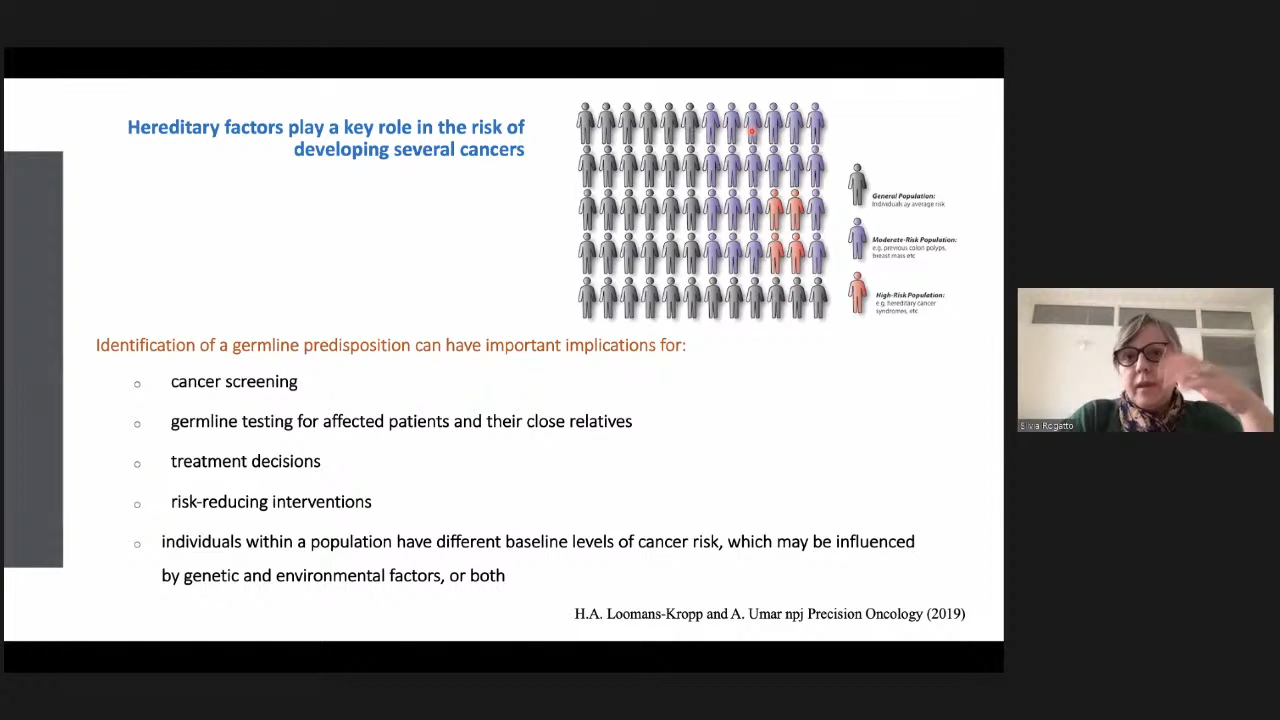 Hereditary factors play a key role in the risk of
developing several cancers
General Population:
Individuals ay average risk
Moderate-Risk Population:
e.g. previous colon polyps,
breast mass etc
High-Risk Population:
e.g. hereditary cancer
syndromes, etc
Identification of a germline predisposition can have important implications for:
○ cancer screening
○ germline testing for affected patients and their close relatives
○ treatment decisions
○ risk-reducing interventions
○ individuals within a population have different baseline levels of cancer risk, which may be influenced
by genetic and environmental factors, or both
H.A. Loomans-Kropp and A. Umar npj Precision Oncology (2019)
Silvia Rogatto